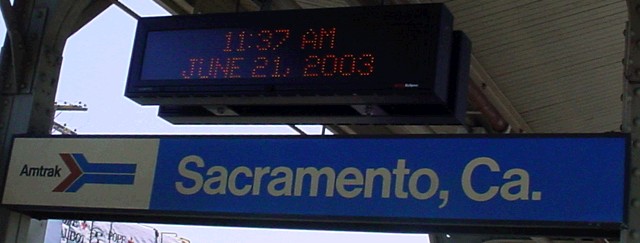 11:37 AM
JUNE 21, 2003
Amtrak
Sacramento, Ca.